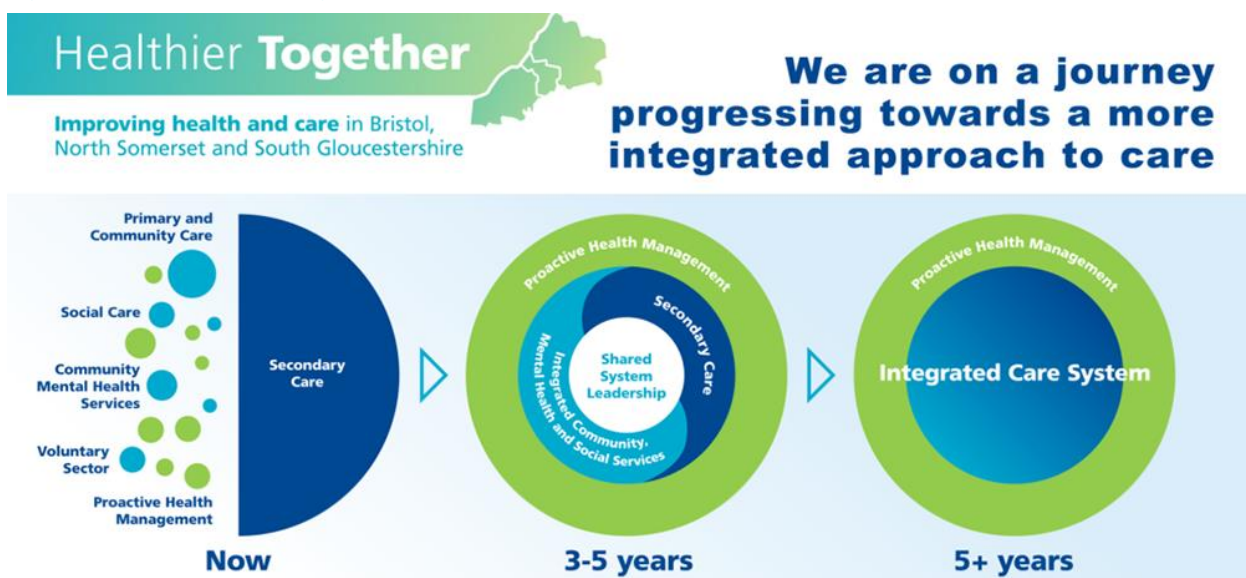 Healthier Together
Improving health and care in Bristol,
North Somerset and South Gloucestershire
We are on a journey
progressing towards a more
integrated approach to care
Primary and
Community Care
Social Care
Community
Mental Health
Services
Voluntary
Sector
Proactive Health
Management
Secondary
Care
Now
Proactive Health Management
Secondary Care
Shared
System
Leadership
Integrated Community,
Mental Health and Social Services
3-5 years
Proactive Health Management
Integrated Care System
5+ years